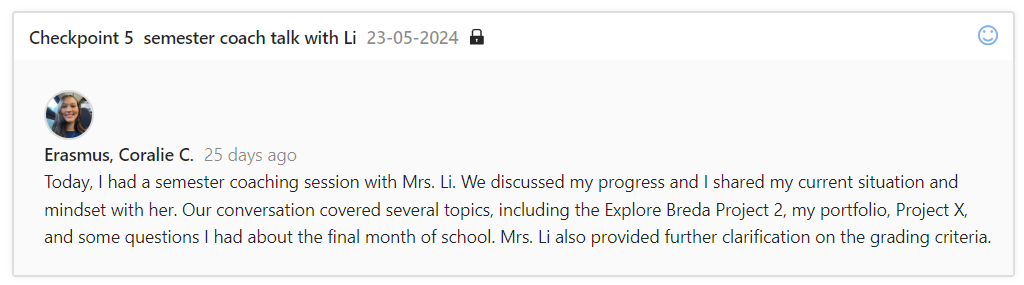 Checkpoint 5 semester coach talk with Li 23-05-2024
Erasmus, Coralie C. 25 days ago
Today, I had a semester coaching session with Mrs. Li. We discussed my progress and I shared my current situation and
mindset with her. Our conversation covered several topics, including the Explore Breda Project 2, my portfolio, Project X,
and some questions I had about the final month of school. Mrs. Li also provided further clarification on the grading criteria.